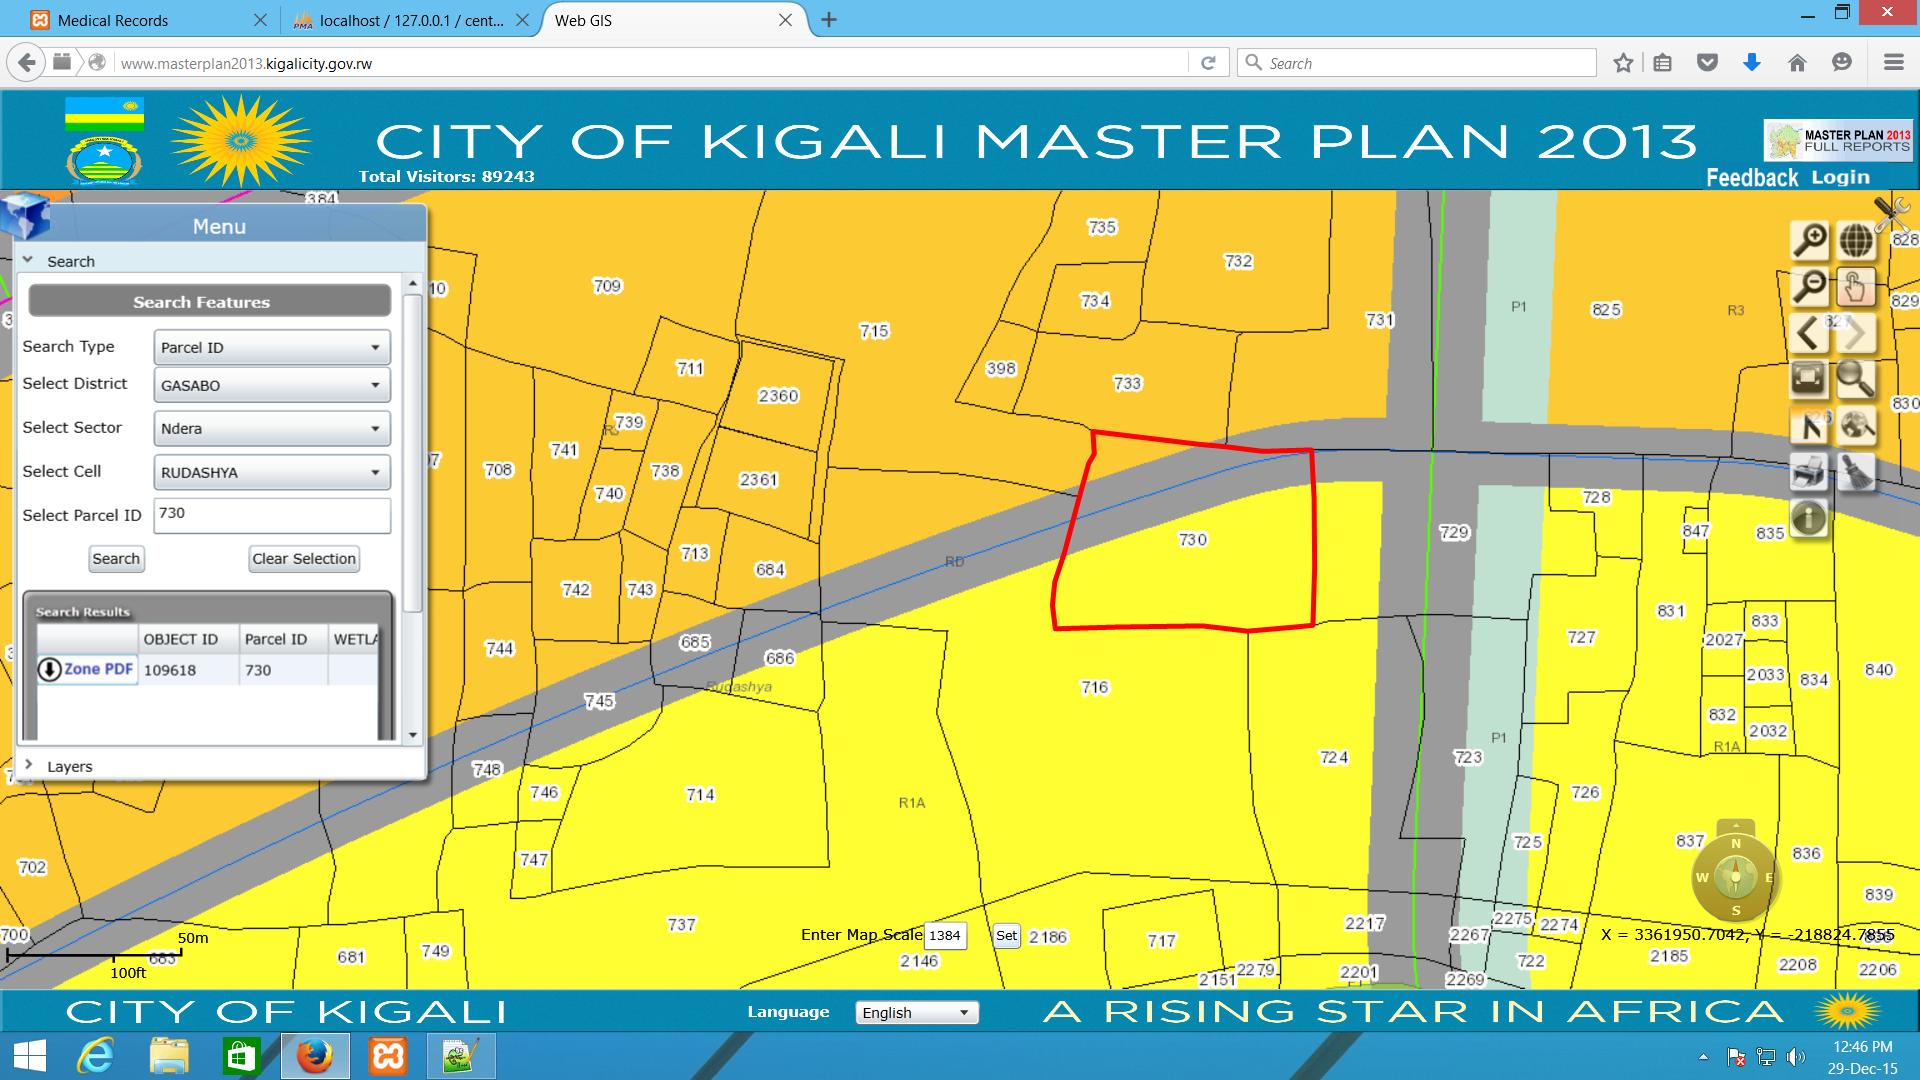 Medical Records
localhost / 127.0.0.1 / cent...
Web GIS
www.masterplan2013.kigalicity.gov.rw
Search
CITY OF KIGALI MASTER PLAN 2013
Total Visitors: 89243
MASTER PLAN 2013
FULL REPORTS
Feedback Login
Menu
Search
Search Features
Search Type
Parcel ID
Select District
GASABO
Select Sector
Ndera
Select Cell
RUDASHYA
Select Parcel ID
730
Search
Clear Selection
Search Results
OBJECT ID
Parcel ID
WETLA
Zone PDF
109618
730
Layers
384
735
732
828
709
734
P1
825
R3
829
715
731
827
711
398
733
2360
830
739
741
708
738
2361
740
728
713
729
847
835
730
RD
684
742
743
831
833
685
744
727
2027
686
2033
834
840
Rudashya
716
745
832
2032
P1
R1A
724
723
748
746
714
R1A
726
725
837
836
747
702
N
W
E
S
839
737
2217
2275
2274
700
50m
Enter Map Scale
1384
Set
2186
717
2267
X = 3361950.7042, Y = -218824.7855
683
681
749
2146
722
2185
2208
2206
100ft
2151
2279
2201
2269
CITY OF KIGALI
Language
English
A RISING STAR IN AFRICA
12:46 PM
29-Dec-15